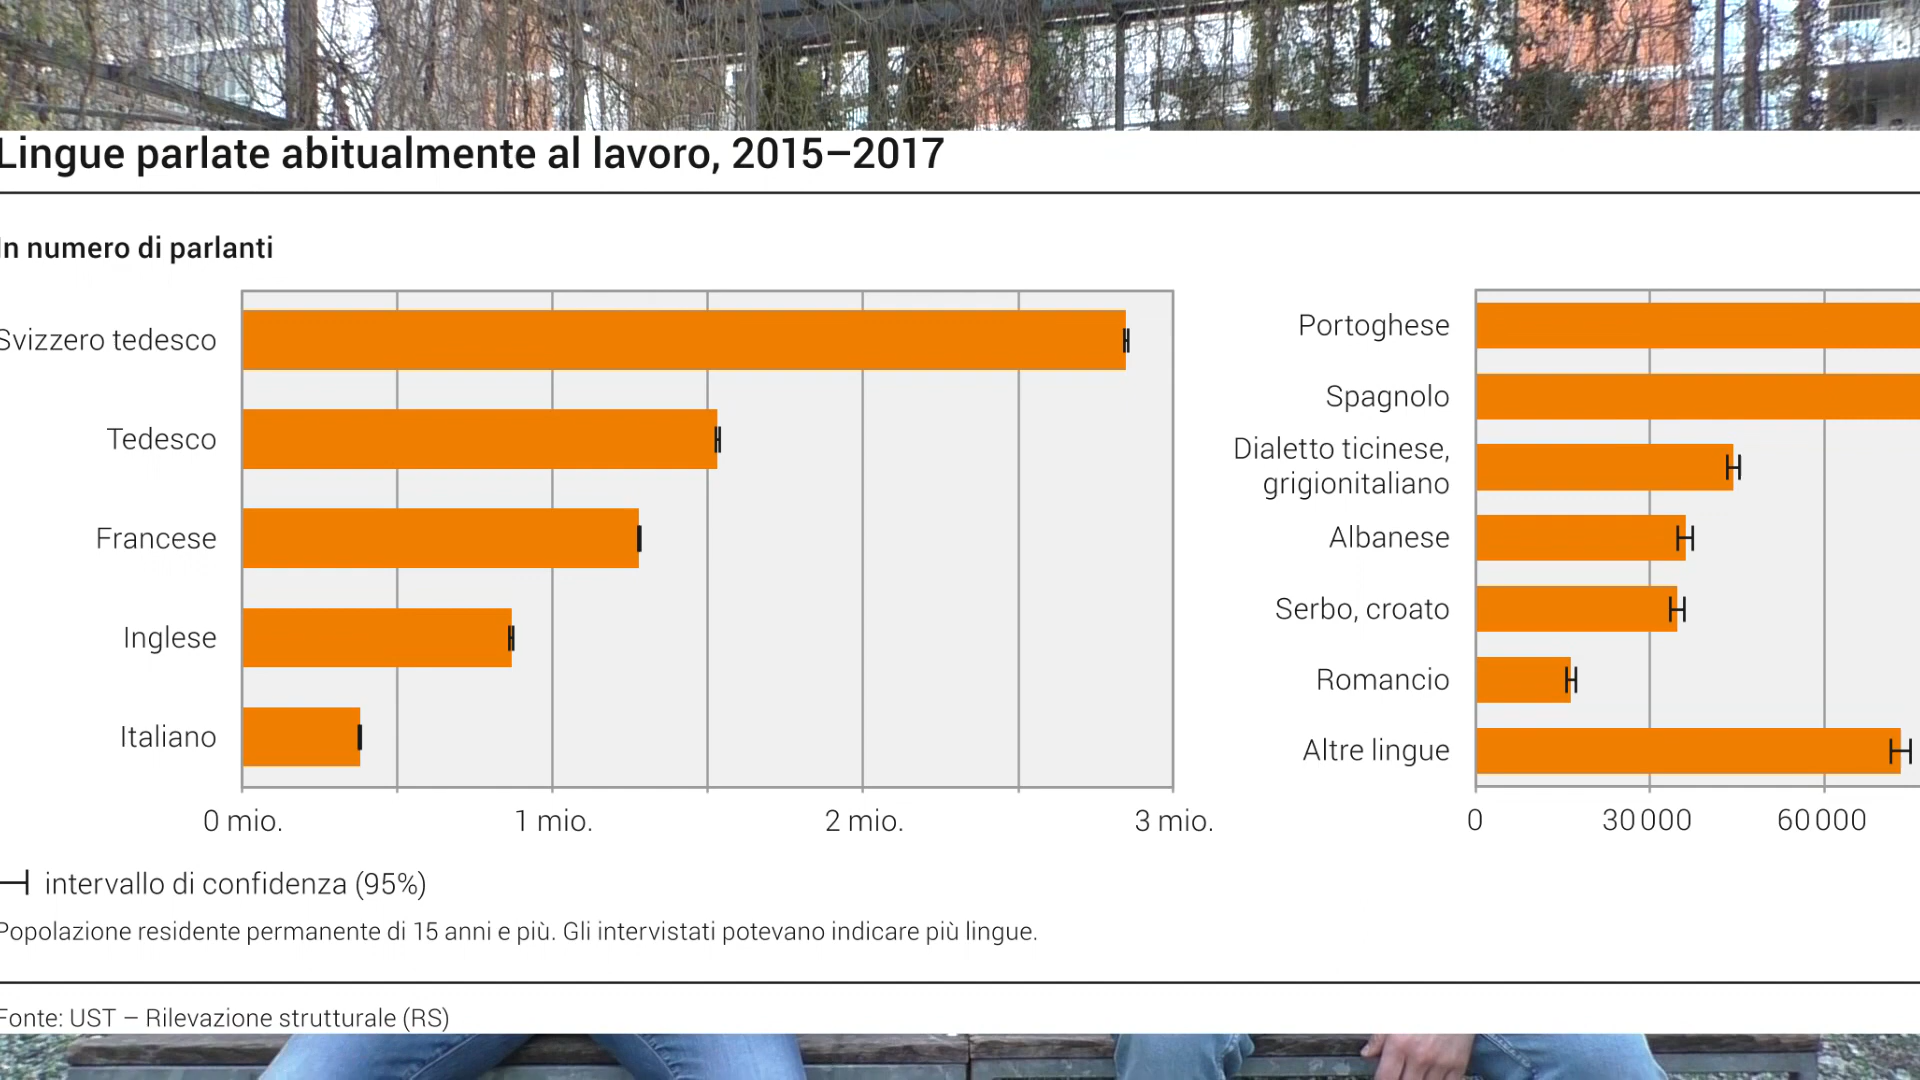 Lingue parlate abitualmente al lavoro, 2015–2017
In numero di parlanti
Svizzero tedesco
Tedesco
Francese
Inglese
Italiano
0 mio.
1 mio.
2 mio.
3 mio.
Portoghese
Spagnolo
Dialetto ticinese,
grigionitaliano
Albanese
Serbo, croato
Romancio
Altre lingue
0
30 000
60 000
intervallo di confidenza (95%)
Popolazione residente permanente di 15 anni e più. Gli intervistati potevano indicare più lingue.
Fonte: UST – Rilevazione strutturale (RS)